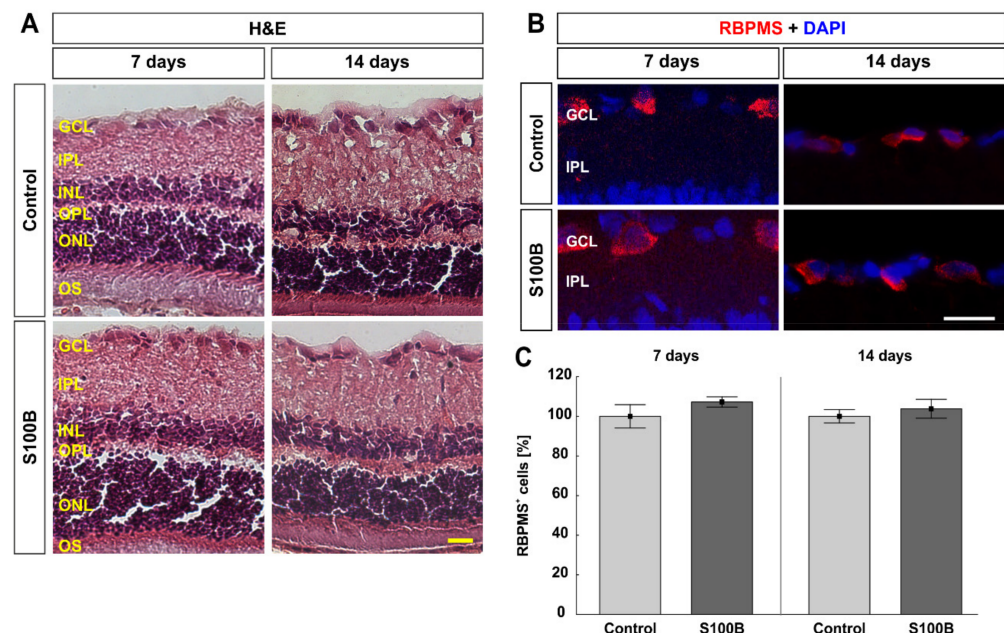 A
H&E
7 days
14 days
Control
GCL
IPL
INL
OPL
ONL
OS
S100B
GCL
IPL
INL
OPL
ONL
OS
B
RBPMS + DAPI
7 days
14 days
Control
GCL
IPL
S100B
GCL
IPL
C
7 days
14 days
RBPMS⁺ cells [%]
120
100
80
60
40
20
0
Control
S100B
Control
S100B